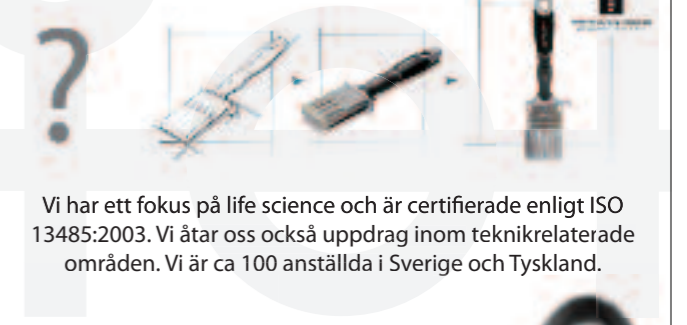 ?
Vi har ett fokus på life science och är certifierade enligt ISO
13485:2003. Vi åtar oss också uppdrag inom teknikrelaterade
områden. Vi är ca 100 anställda i Sverige och Tyskland.